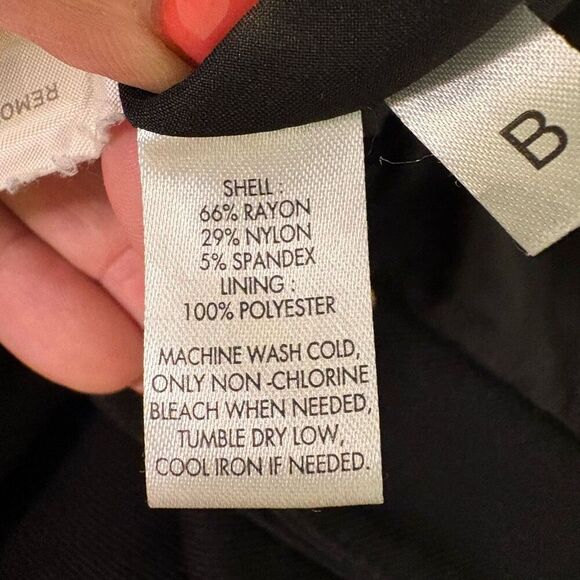 REMO
B
SHELL :
66% RAYON
29% NYLON
5% SPANDEX
LINING :
100% POLYESTER
MACHINE WASH COLD,
ONLY NON -CHLORINE
BLEACH WHEN NEEDED,
TUMBLE DRY LOW,
COOL IRON IF NEEDED.